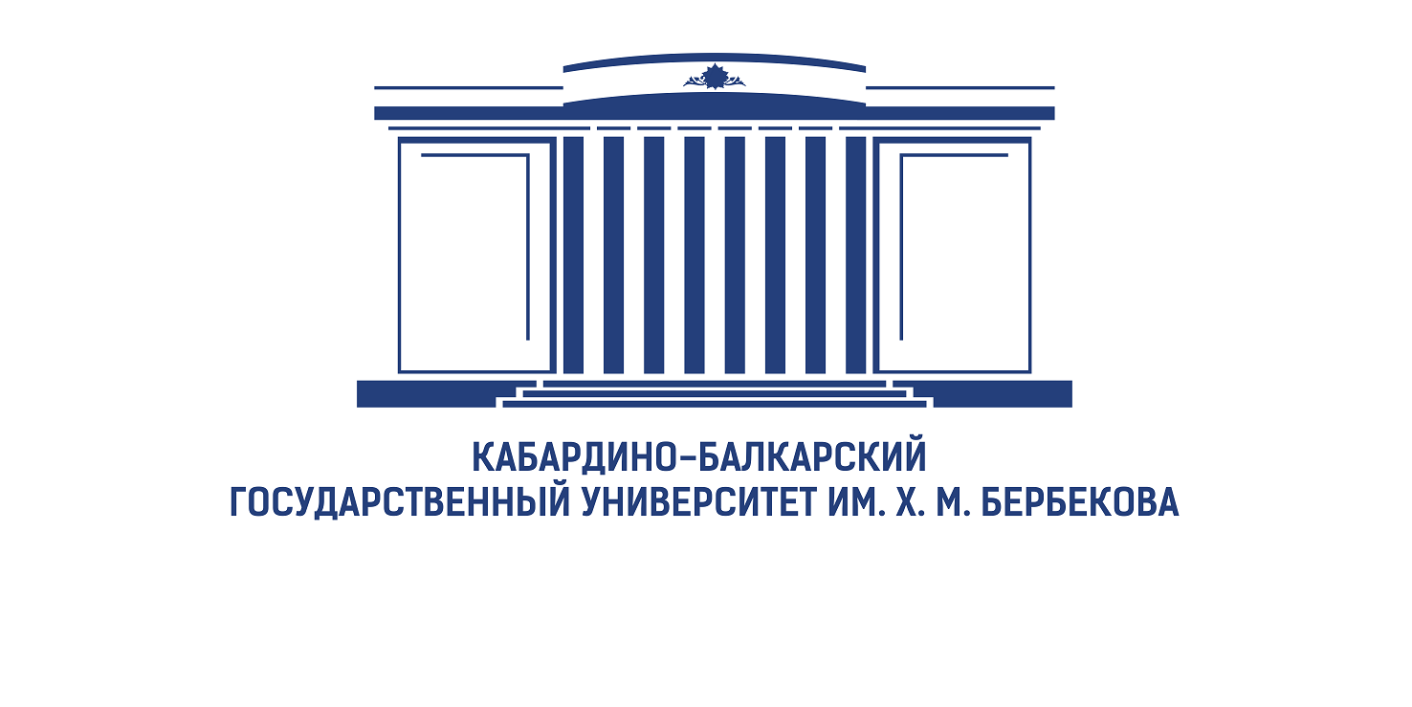 КАБАРДИНО-БАЛКАРСКИЙ
ГОСУДАРСТВЕННЫЙ УНИВЕРСИТЕТ ИМ. Х. М. БЕРБЕКОВА